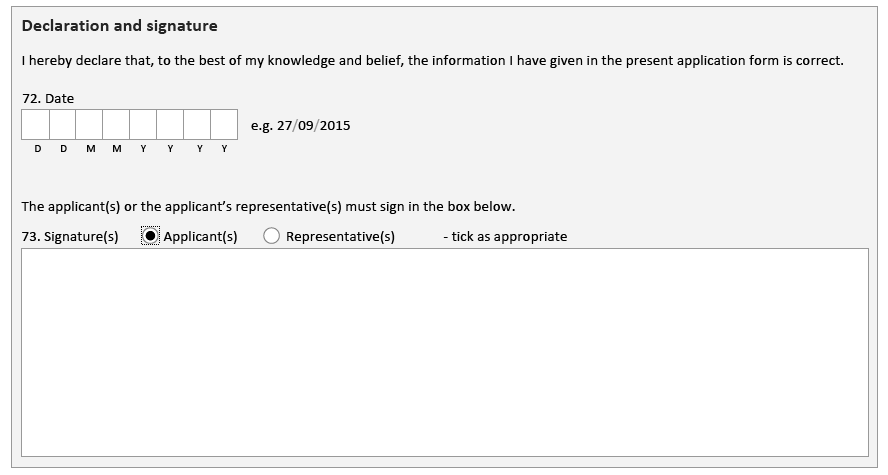 Declaration and signature
I hereby declare that, to the best of my knowledge and belief, the information I have given in the present application form is correct.
72. Date
e.g. 27/09/2015
D D M M Y Y Y Y
The applicant(s) or the applicant's representative(s) must sign in the box below.
73. Signature(s) Applicant(s) Representative(s) - tick as appropriate